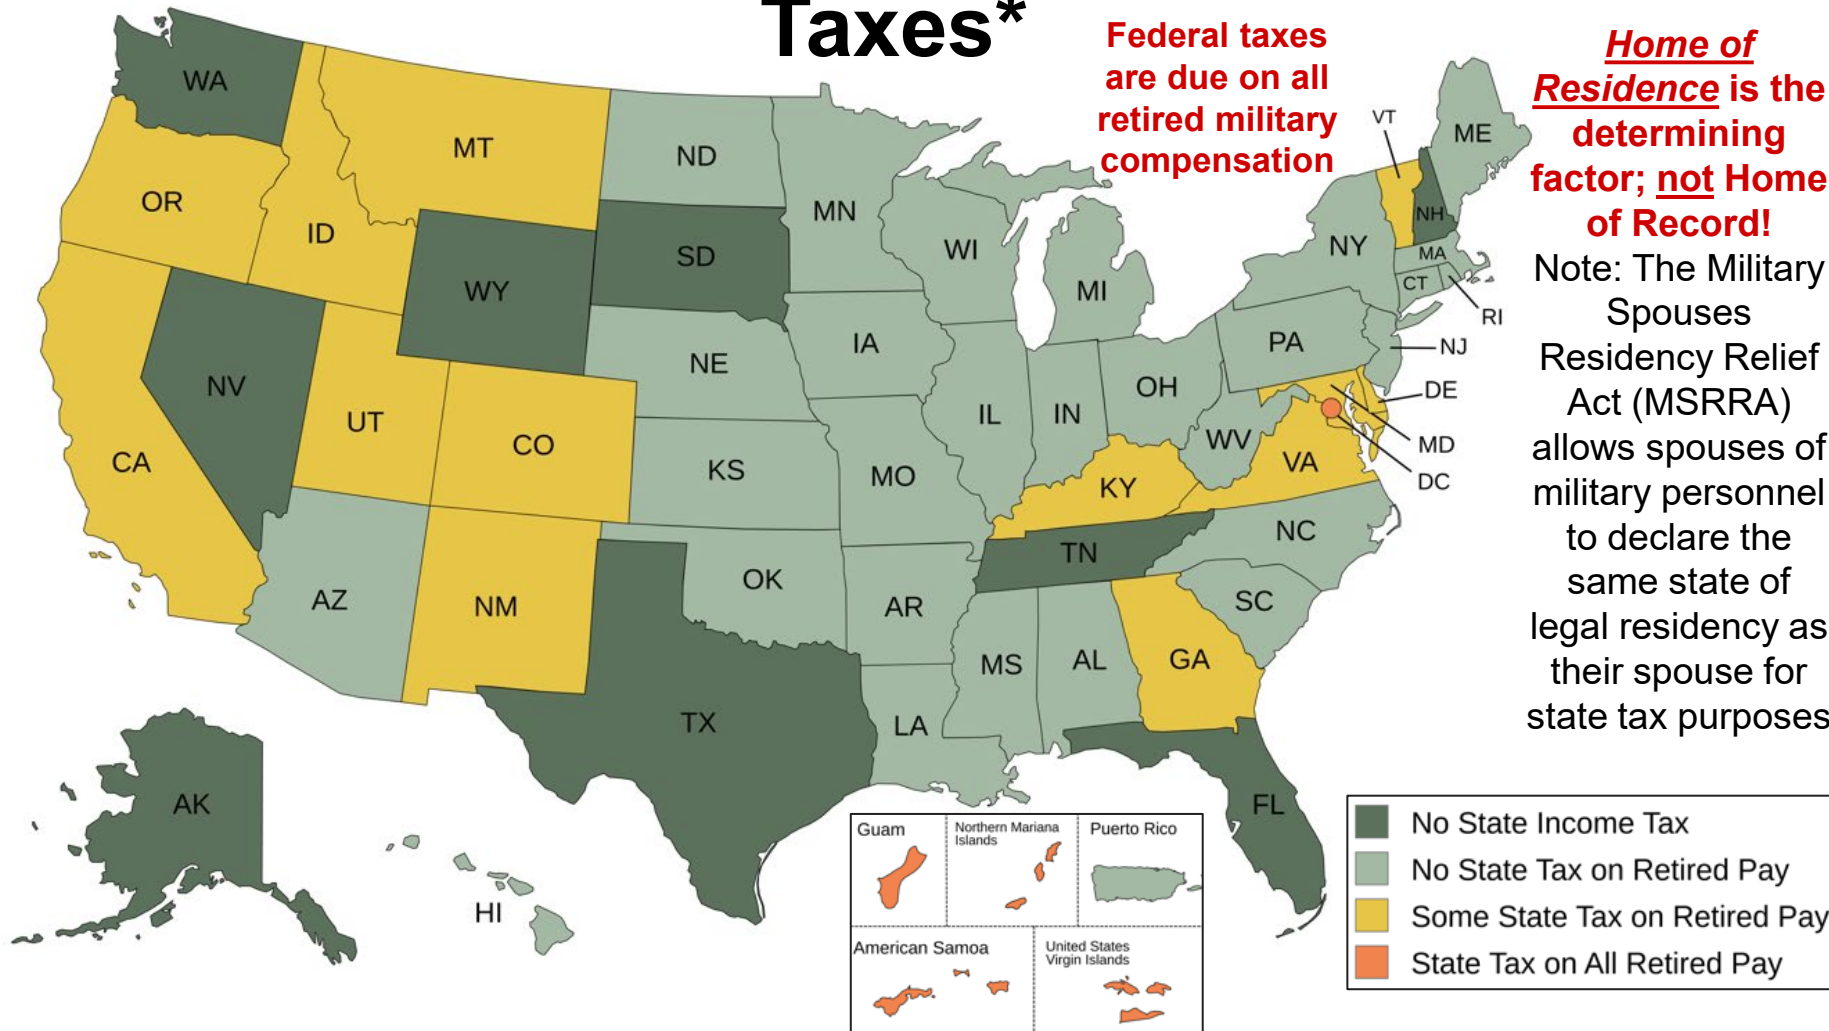 Taxes*
Federal taxes
are due on all
retired military
compensation
Home of
Residence is the
determining
factor; not Home
of Record!
Note: The Military
Spouses
Residency Relief
Act (MSRRA)
allows spouses of
military personnel
to declare the
same state of
legal residency as
their spouse for
state tax purposes
WA
OR
MT
ID
WY
NV
CA
UT
CO
AZ
NM
ND
SD
NE
KS
OK
TX
MN
IA
MO
AR
LA
WI
IL
MI
IN
OH
KY
TN
MS
AL
GA
FL
SC
NC
VA
WV
PA
NY
VT
NH
ME
MA
CT
RI
NJ
DE
MD
DC
AK
HI
Guam
Northern Mariana
Islands
Puerto Rico
American Samoa
United States
Virgin Islands
No State Income Tax
No State Tax on Retired Pay
Some State Tax on Retired Pay
State Tax on All Retired Pay